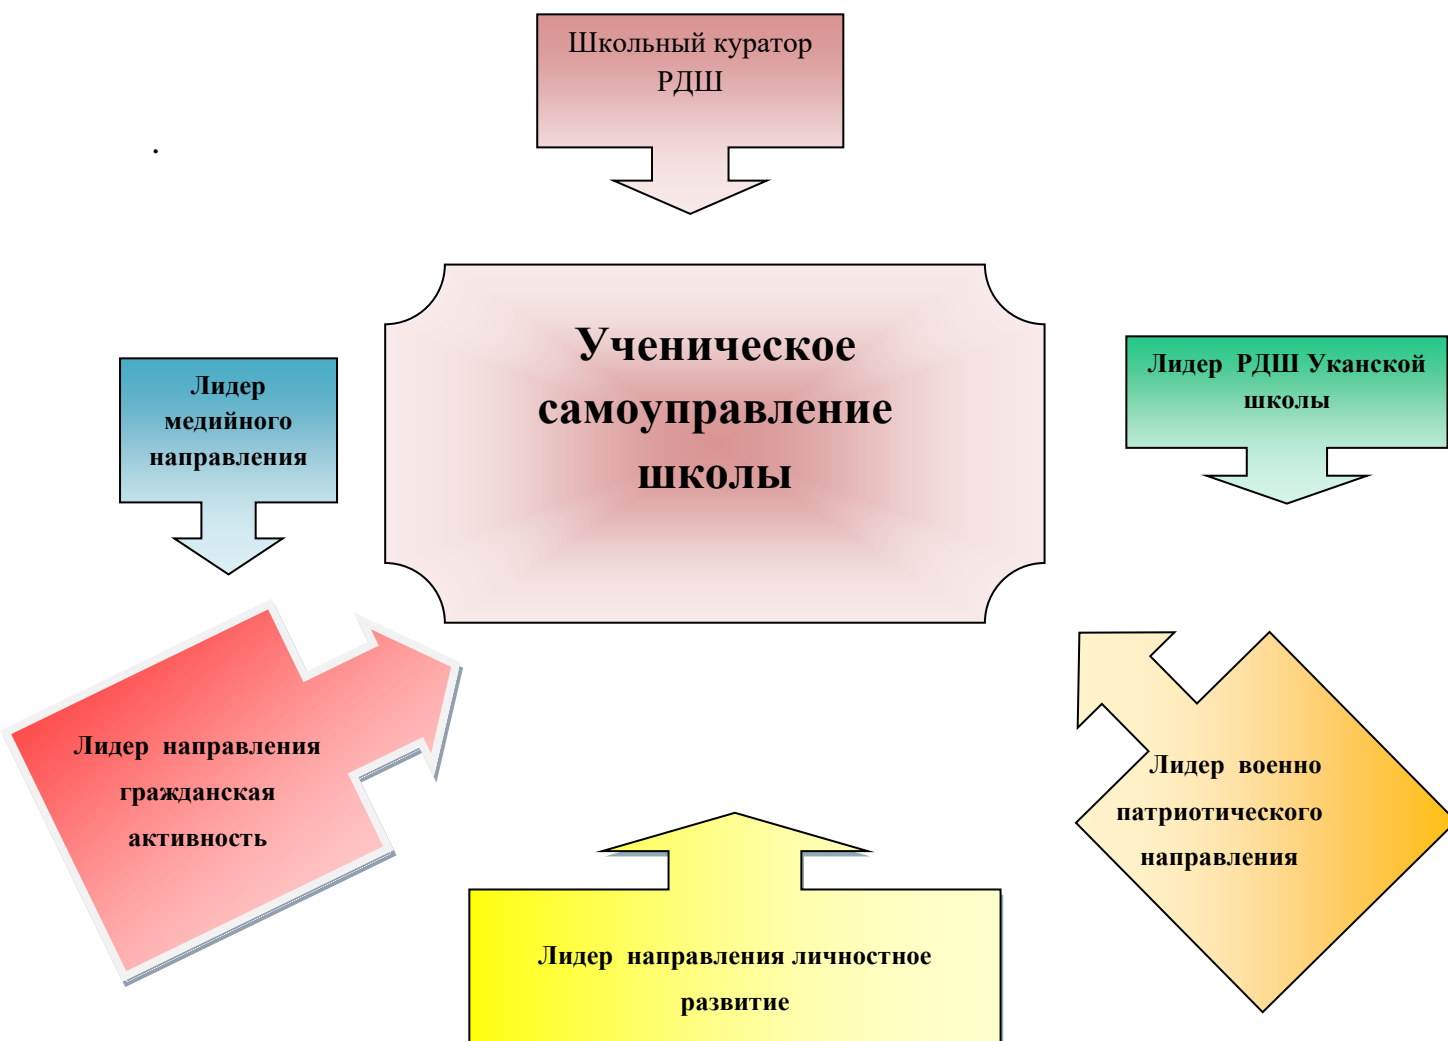 Школьный куратор
РДШ
.
Ученическое
самоуправление
школы
Лидер
медийного
направления
Лидер РДШ Уканской
школы
Лидер направления
гражданская
активность
Лидер военно
патриотического
направления
Лидер направления личностное
развитие